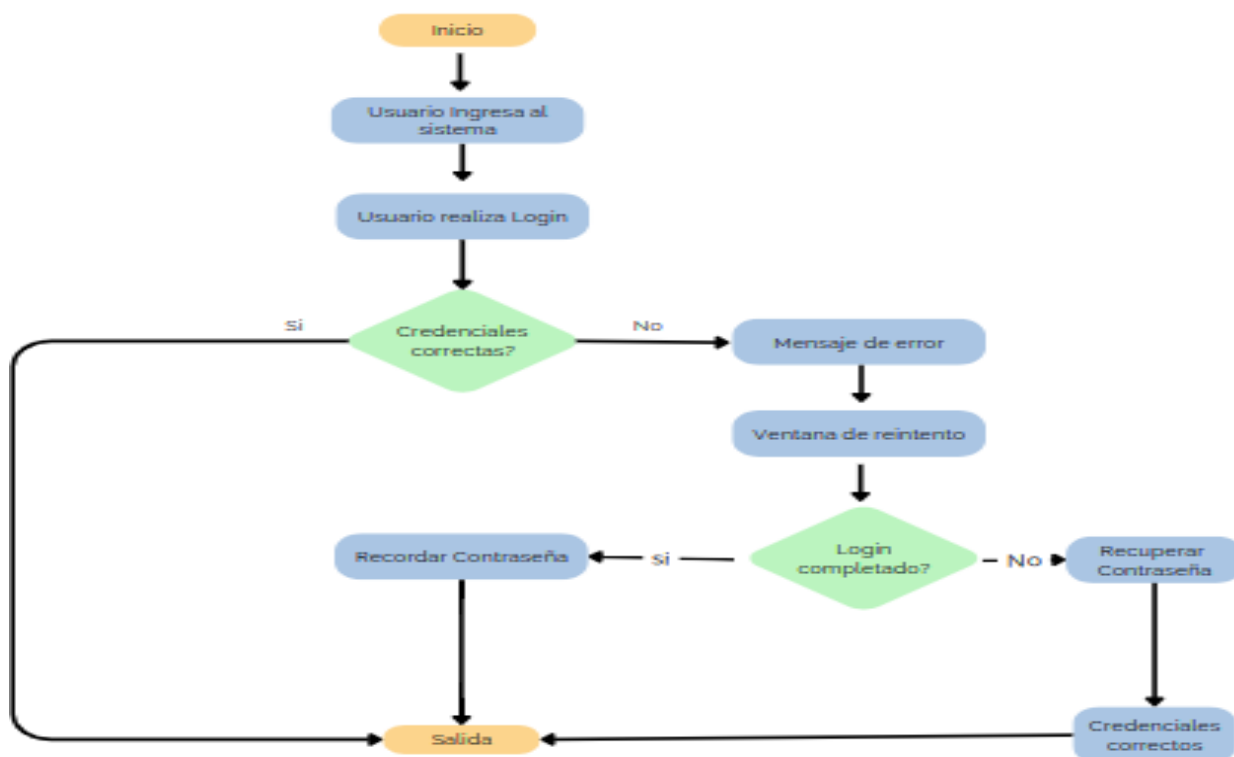 Inicio
Usuario Ingresa al
sistema
Usuario realiza Login
Si
Credenciales
correctas?
No
Mensaje de error
Ventana de reintento
Recordar Contraseña
Si
Login
completado?
No
Recuperar
Contraseña
Salida
Credenciales
correctos